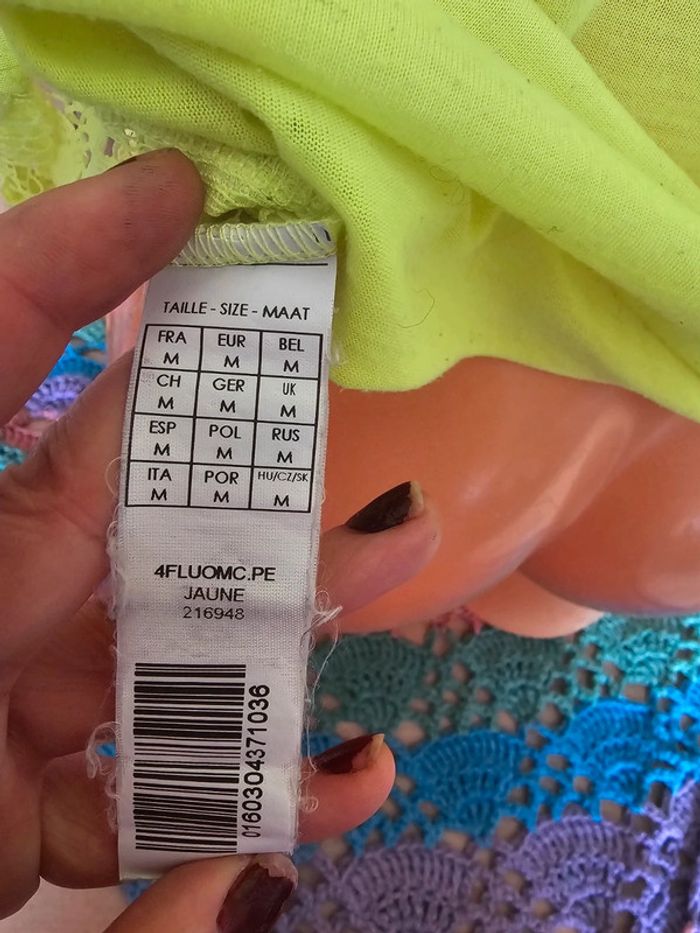 TAILLE - SIZE - MAAT
FRA EUR BEL
M M M
CH GER UK
M M M
ESP POL RUS
M M M
ITA POR HU/CZ/SK
M M M
4FLUOMC.PE
JAUNE
216948
0160304371036